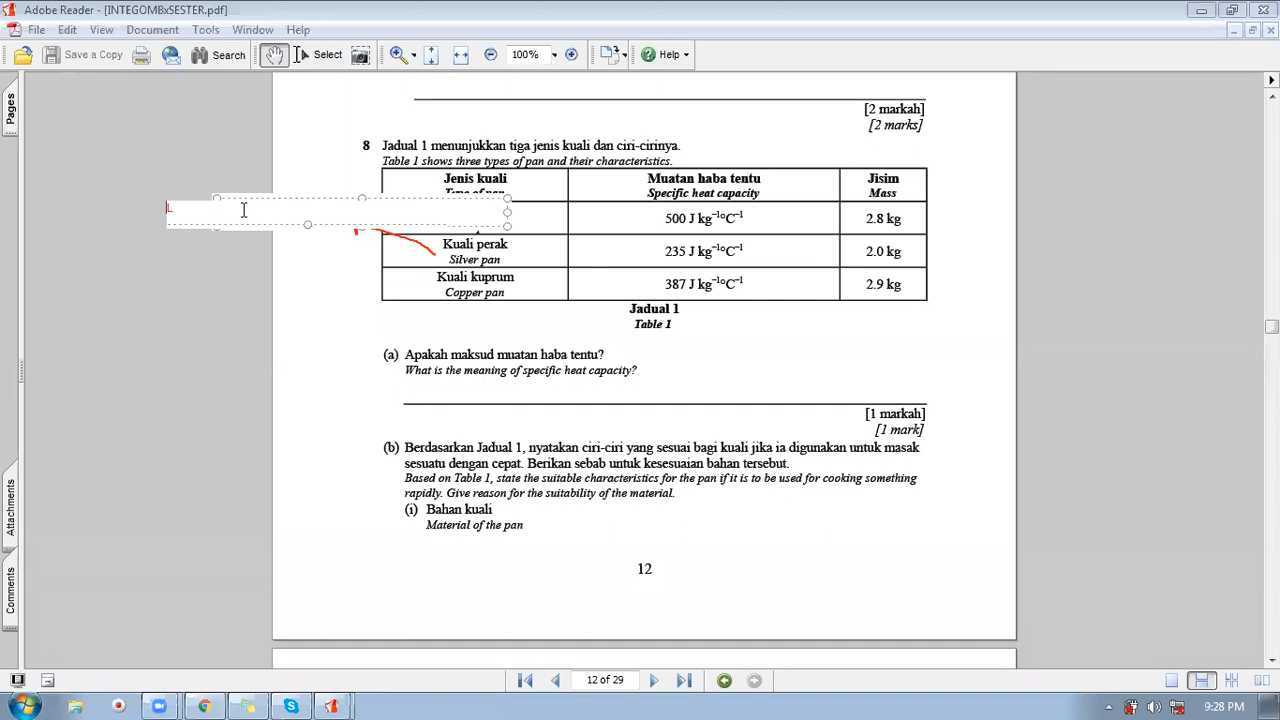 Adobe Reader - [INTEGOMBxSESTER.pdf]
File Edit View Document Tools Window Help
Save a Copy Search Select 100% Help
Pages
Attachments
Comments
[2 markah]
[2 marks]
8 Jadual 1 menunjukkan tiga jenis kuali dan ciri-cirinya.
Table 1 shows three types of pan and their characteristics.
Jenis kuali Muatan haba tentu Jisim
Type of pan Specific heat capacity Mass
500 J kg⁻¹°C⁻¹ 2.8 kg
Kuali perak
Silver pan
235 J kg⁻¹°C⁻¹ 2.0 kg
Kuali kuprum
Copper pan
387 J kg⁻¹°C⁻¹ 2.9 kg
Jadual 1
Table 1
(a) Apakah maksud muatan haba tentu?
What is the meaning of specific heat capacity?
[1 markah]
[1 mark]
(b) Berdasarkan Jadual 1, nyatakan ciri-ciri yang sesuai bagi kuali jika ia digunakan untuk masak
sesuatu dengan cepat. Berikan sebab untuk kesesuaian bahan tersebut.
Based on Table 1, state the suitable characteristics for the pan if it is to be used for cooking something
rapidly. Give reason for the suitability of the material.
(i) Bahan kuali
Material of the pan
12
12 of 29
9:28 PM